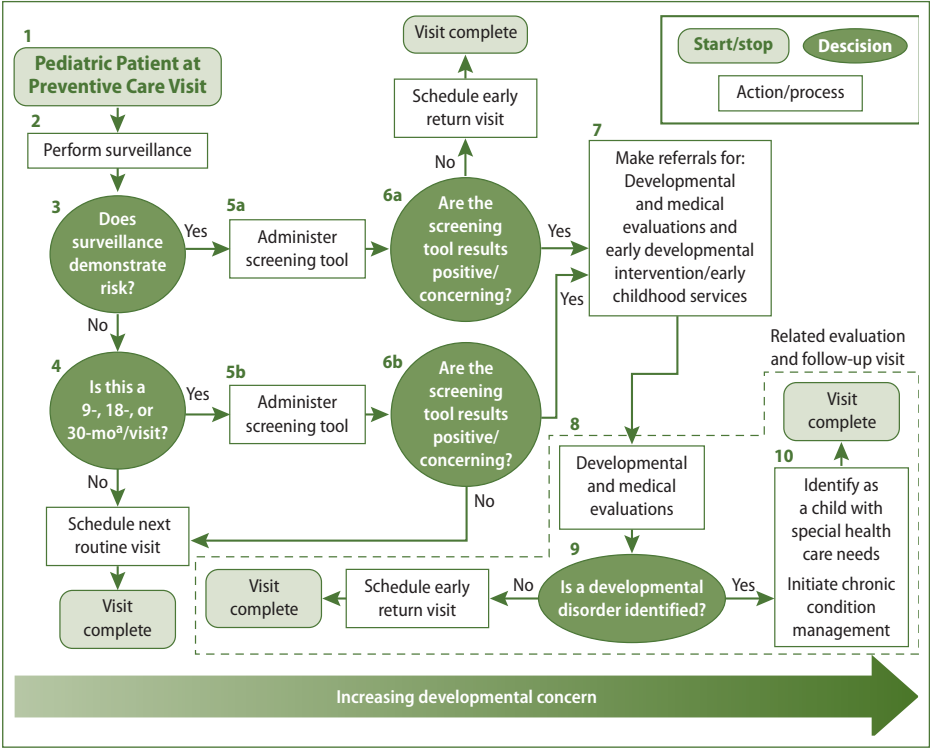 1
Pediatric Patient at
Preventive Care Visit
2
Perform surveillance
3
Does
surveillance
demonstrate
risk?
Yes
No
5a
Administer
screening tool
6a
Are the
screening
tool results
positive/
concerning?
No
Schedule early
return visit
Visit complete
Yes
Start/stop
Descision
Action/process
7
Make referrals for:
Developmental
and medical
evaluations and
early developmental
intervention/early
childhood services
4
Is this a
9-, 18-, or
30-moᵃ/visit?
Yes
No
5b
Administer
screening tool
6b
Are the
screening
tool results
positive/
concerning?
Yes
No
Schedule next
routine visit
Visit
complete
Related evaluation
and follow-up visit
8
Developmental
and medical
evaluations
9
Is a developmental
disorder identified?
No
Schedule early
return visit
Visit
complete
Yes
10
Identify as
a child with
special health
care needs
Initiate chronic
condition
management
Visit
complete
Increasing developmental concern